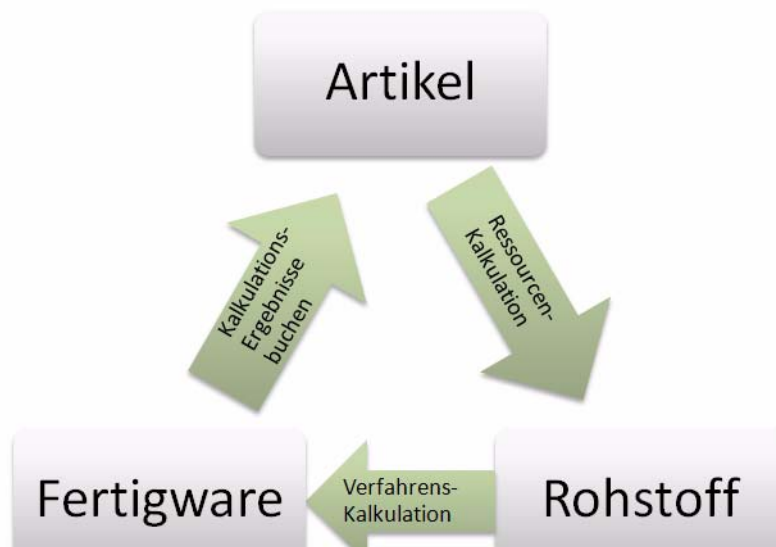 Artikel
Ressourcen-
Kalkulation
Kalkulations-
Ergebnisse
buchen
Fertigware
Verfahrens-
Kalkulation
Rohstoff